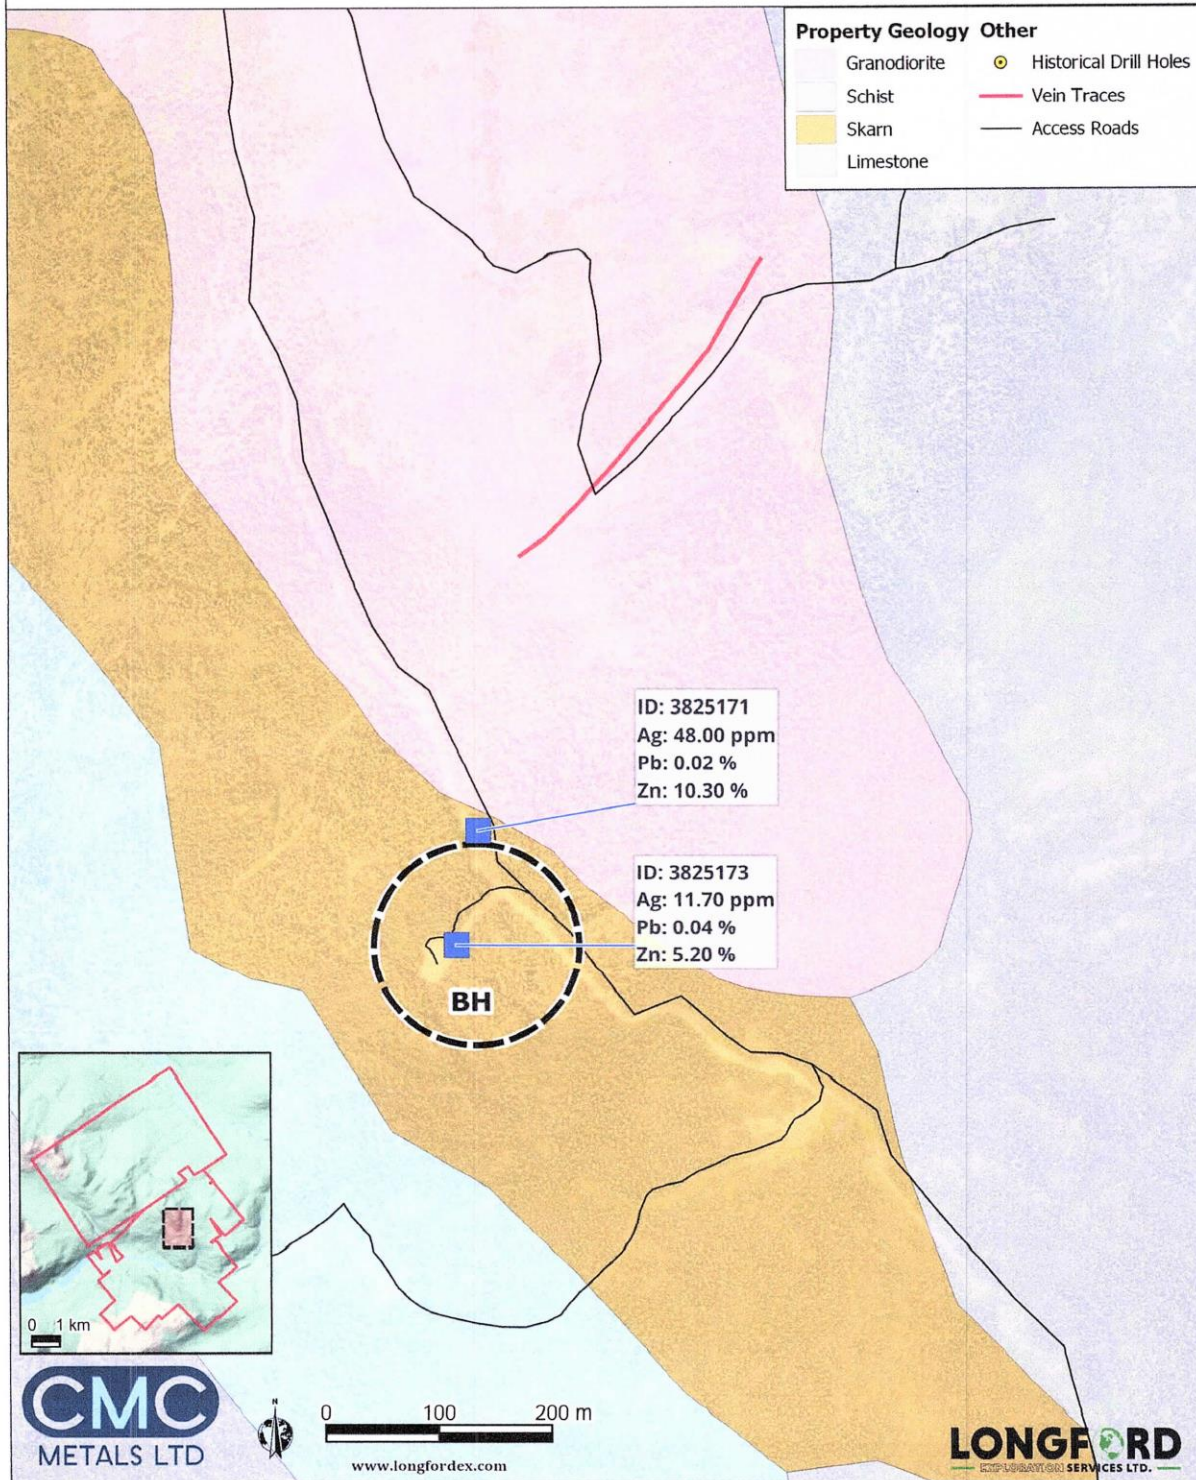 Property Geology Other
Granodiorite
Historical Drill Holes
Schist
Vein Traces
Skarn
Access Roads
Limestone
ID: 3825171
Ag: 48.00 ppm
Pb: 0.02 %
Zn: 10.30 %
ID: 3825173
Ag: 11.70 ppm
Pb: 0.04 %
Zn: 5.20 %
BH
0 1 km
CMC
METALS LTD
N
0 100 200 m
www.longfordex.com
LONGFORD
EXPLORATION SERVICES LTD.